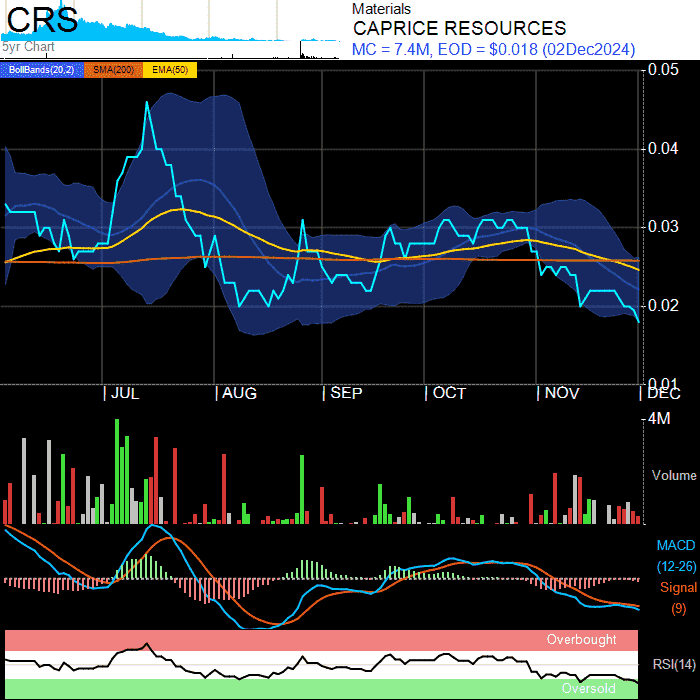 CRS
5yr Chart
Materials
CAPRICE RESOURCES
MC = 7.4M, EOD = $0.018 (02Dec2024)
BollBands(20,2) SMA(200) EMA(50)
0.05
0.04
0.03
0.02
0.01
JUL AUG SEP OCT NOV DEC
4M
Volume
MACD
(12-26)
Signal
(9)
Overbought
RSI(14)
Oversold